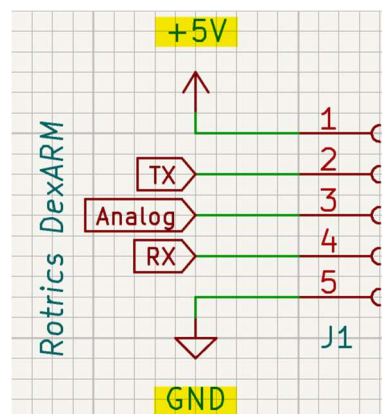 +5V
1
TX
2
Analog
3
RX
4
5
Rotrics DexARM
J1
GND